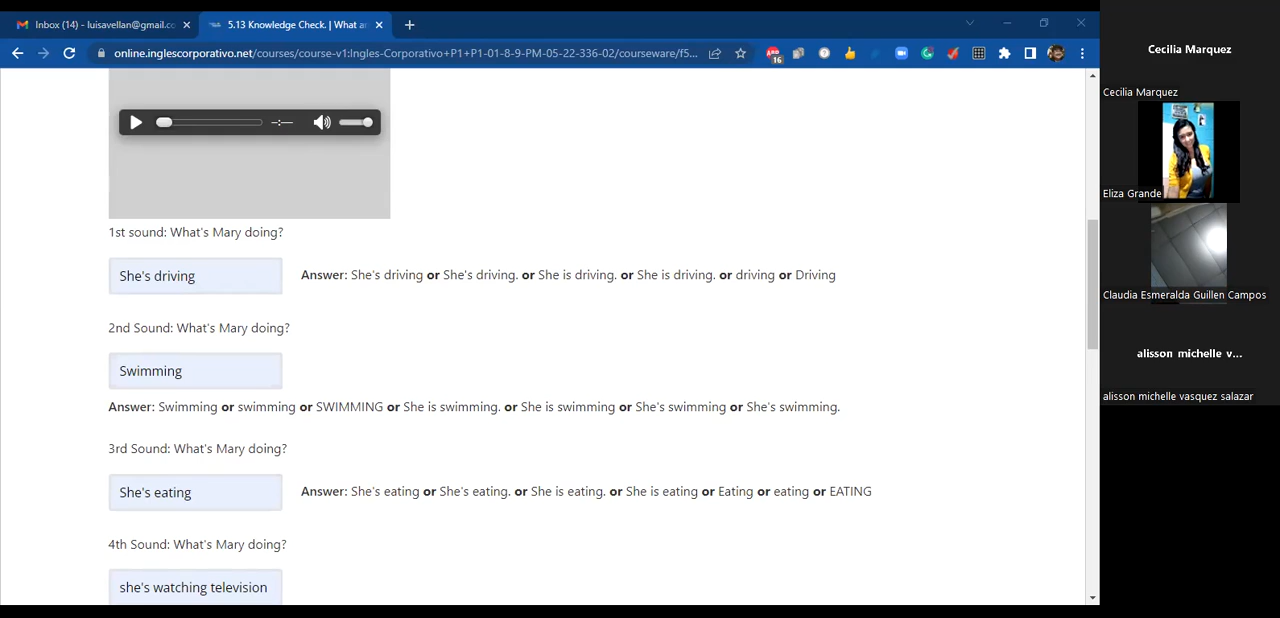 Inbox (14) - luisavellan@gmail.co
5.13 Knowledge Check. | What ar
online.inglescorporativo.net/courses/course-v1:Ingles-Corporativo+P1+P1-01-8-9-PM-05-22-336-02/courseware/f5...
16
Cecilia Marquez
Cecilia Marquez
-:--
Eliza Grande
1st sound: What's Mary doing?
She's driving
Answer: She's driving or She's driving. or She is driving. or She is driving. or driving or Driving
Claudia Esmeralda Guillen Campos
2nd Sound: What's Mary doing?
alisson michelle v...
Swimming
alisson michelle vasquez salazar
Answer: Swimming or swimming or SWIMMING or She is swimming. or She is swimming or She's swimming or She's swimming.
3rd Sound: What's Mary doing?
She's eating
Answer: She's eating or She's eating. or She is eating. or She is eating or Eating or eating or EATING
4th Sound: What's Mary doing?
she's watching television